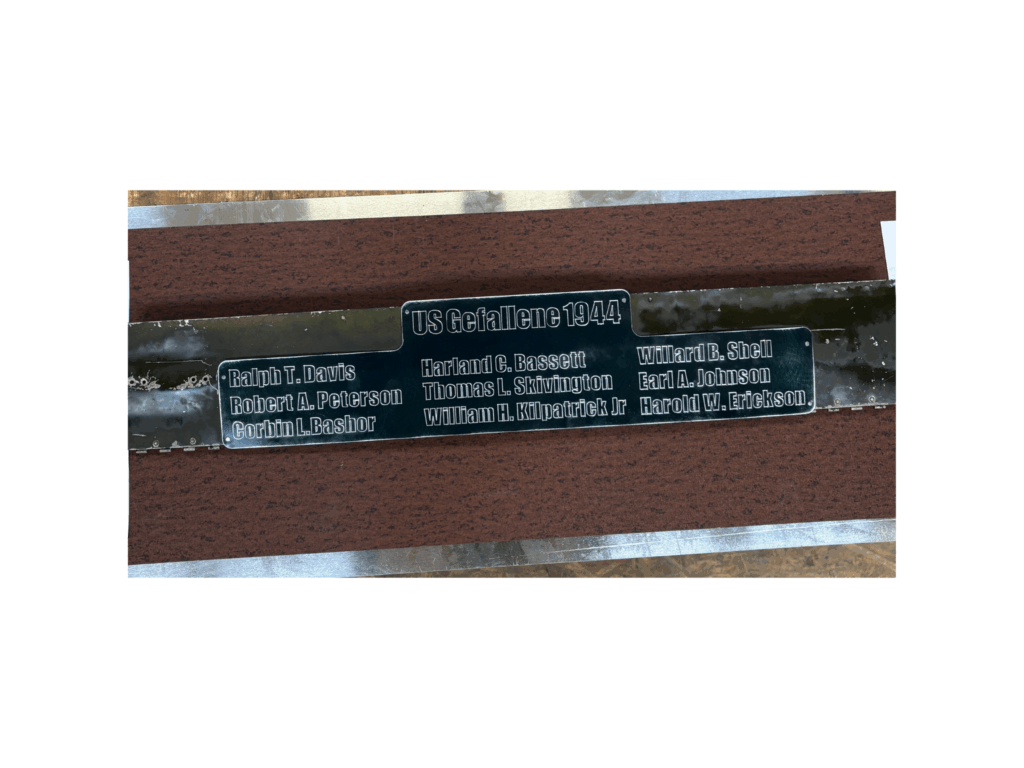 US Gefallene 1944
Ralph T. Davis
Robert A. Peterson
Corbin L.Bashor
Harland C. Bassett
Thomas L. Skivington
William H. Kilpatrick Jr
Willard B. Shell
Earl A. Johnson
Harold W. Erickson